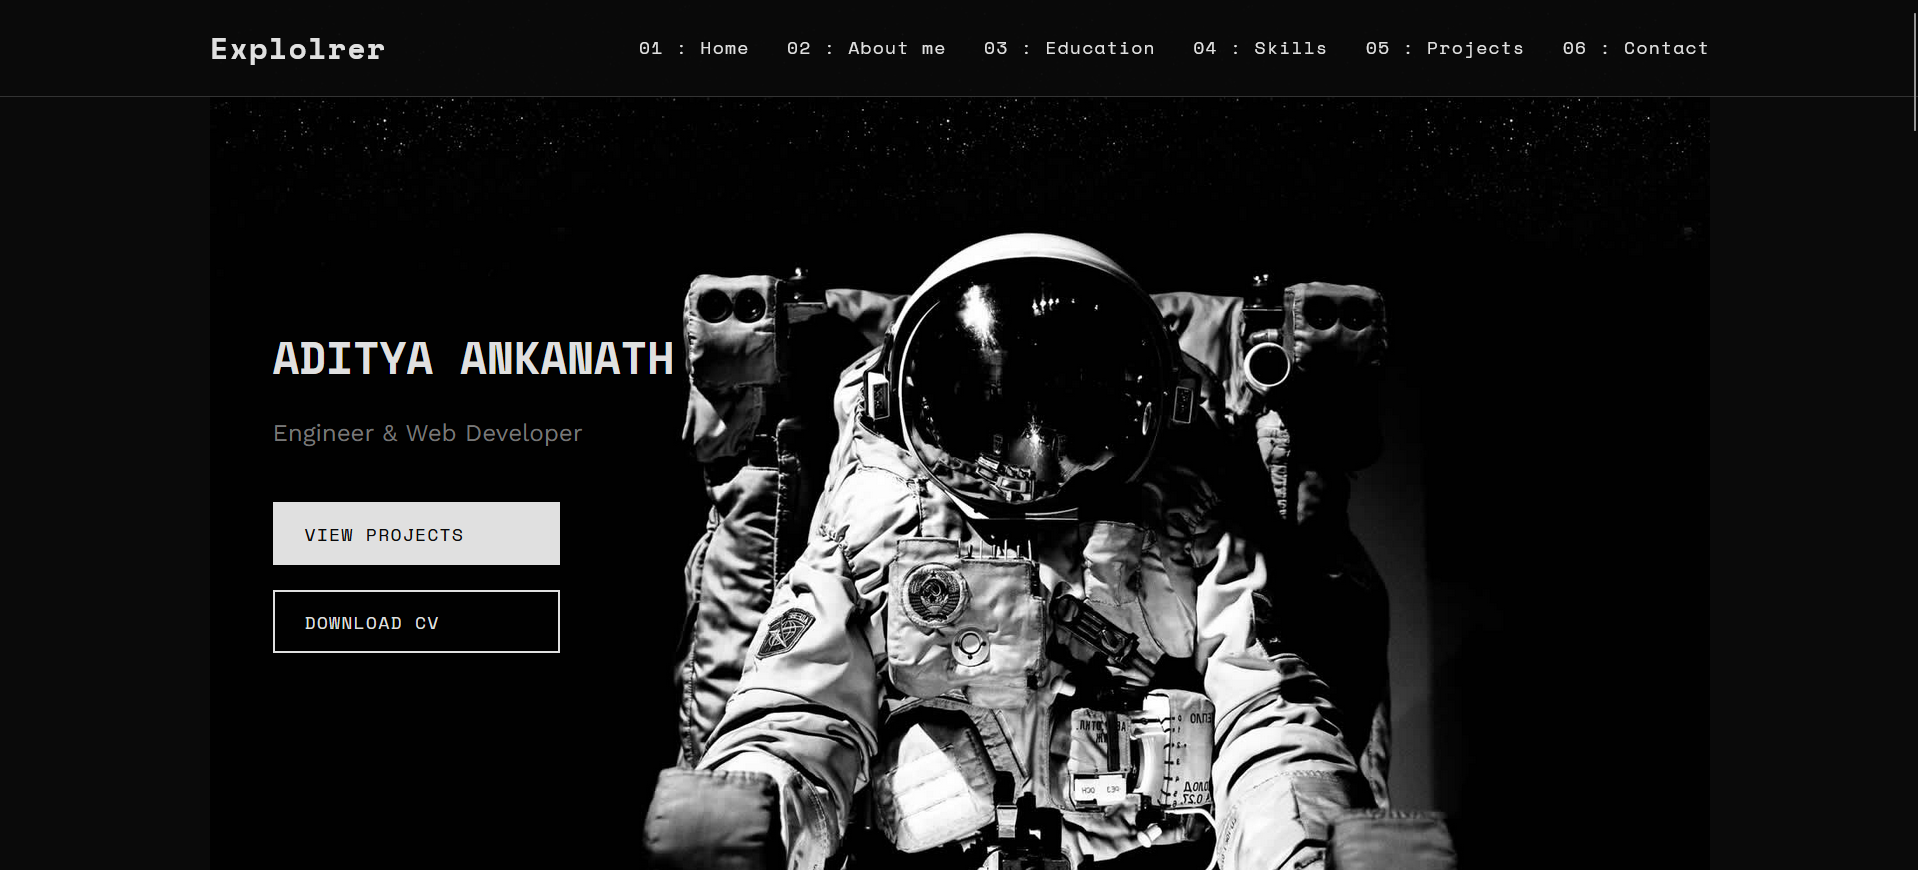 Explolrer
01 : Home 02 : About me 03 : Education 04 : Skills 05 : Projects 06 : Contact
ADITYA ANKANATH
Engineer & Web Developer
VIEW PROJECTS
DOWNLOAD CV